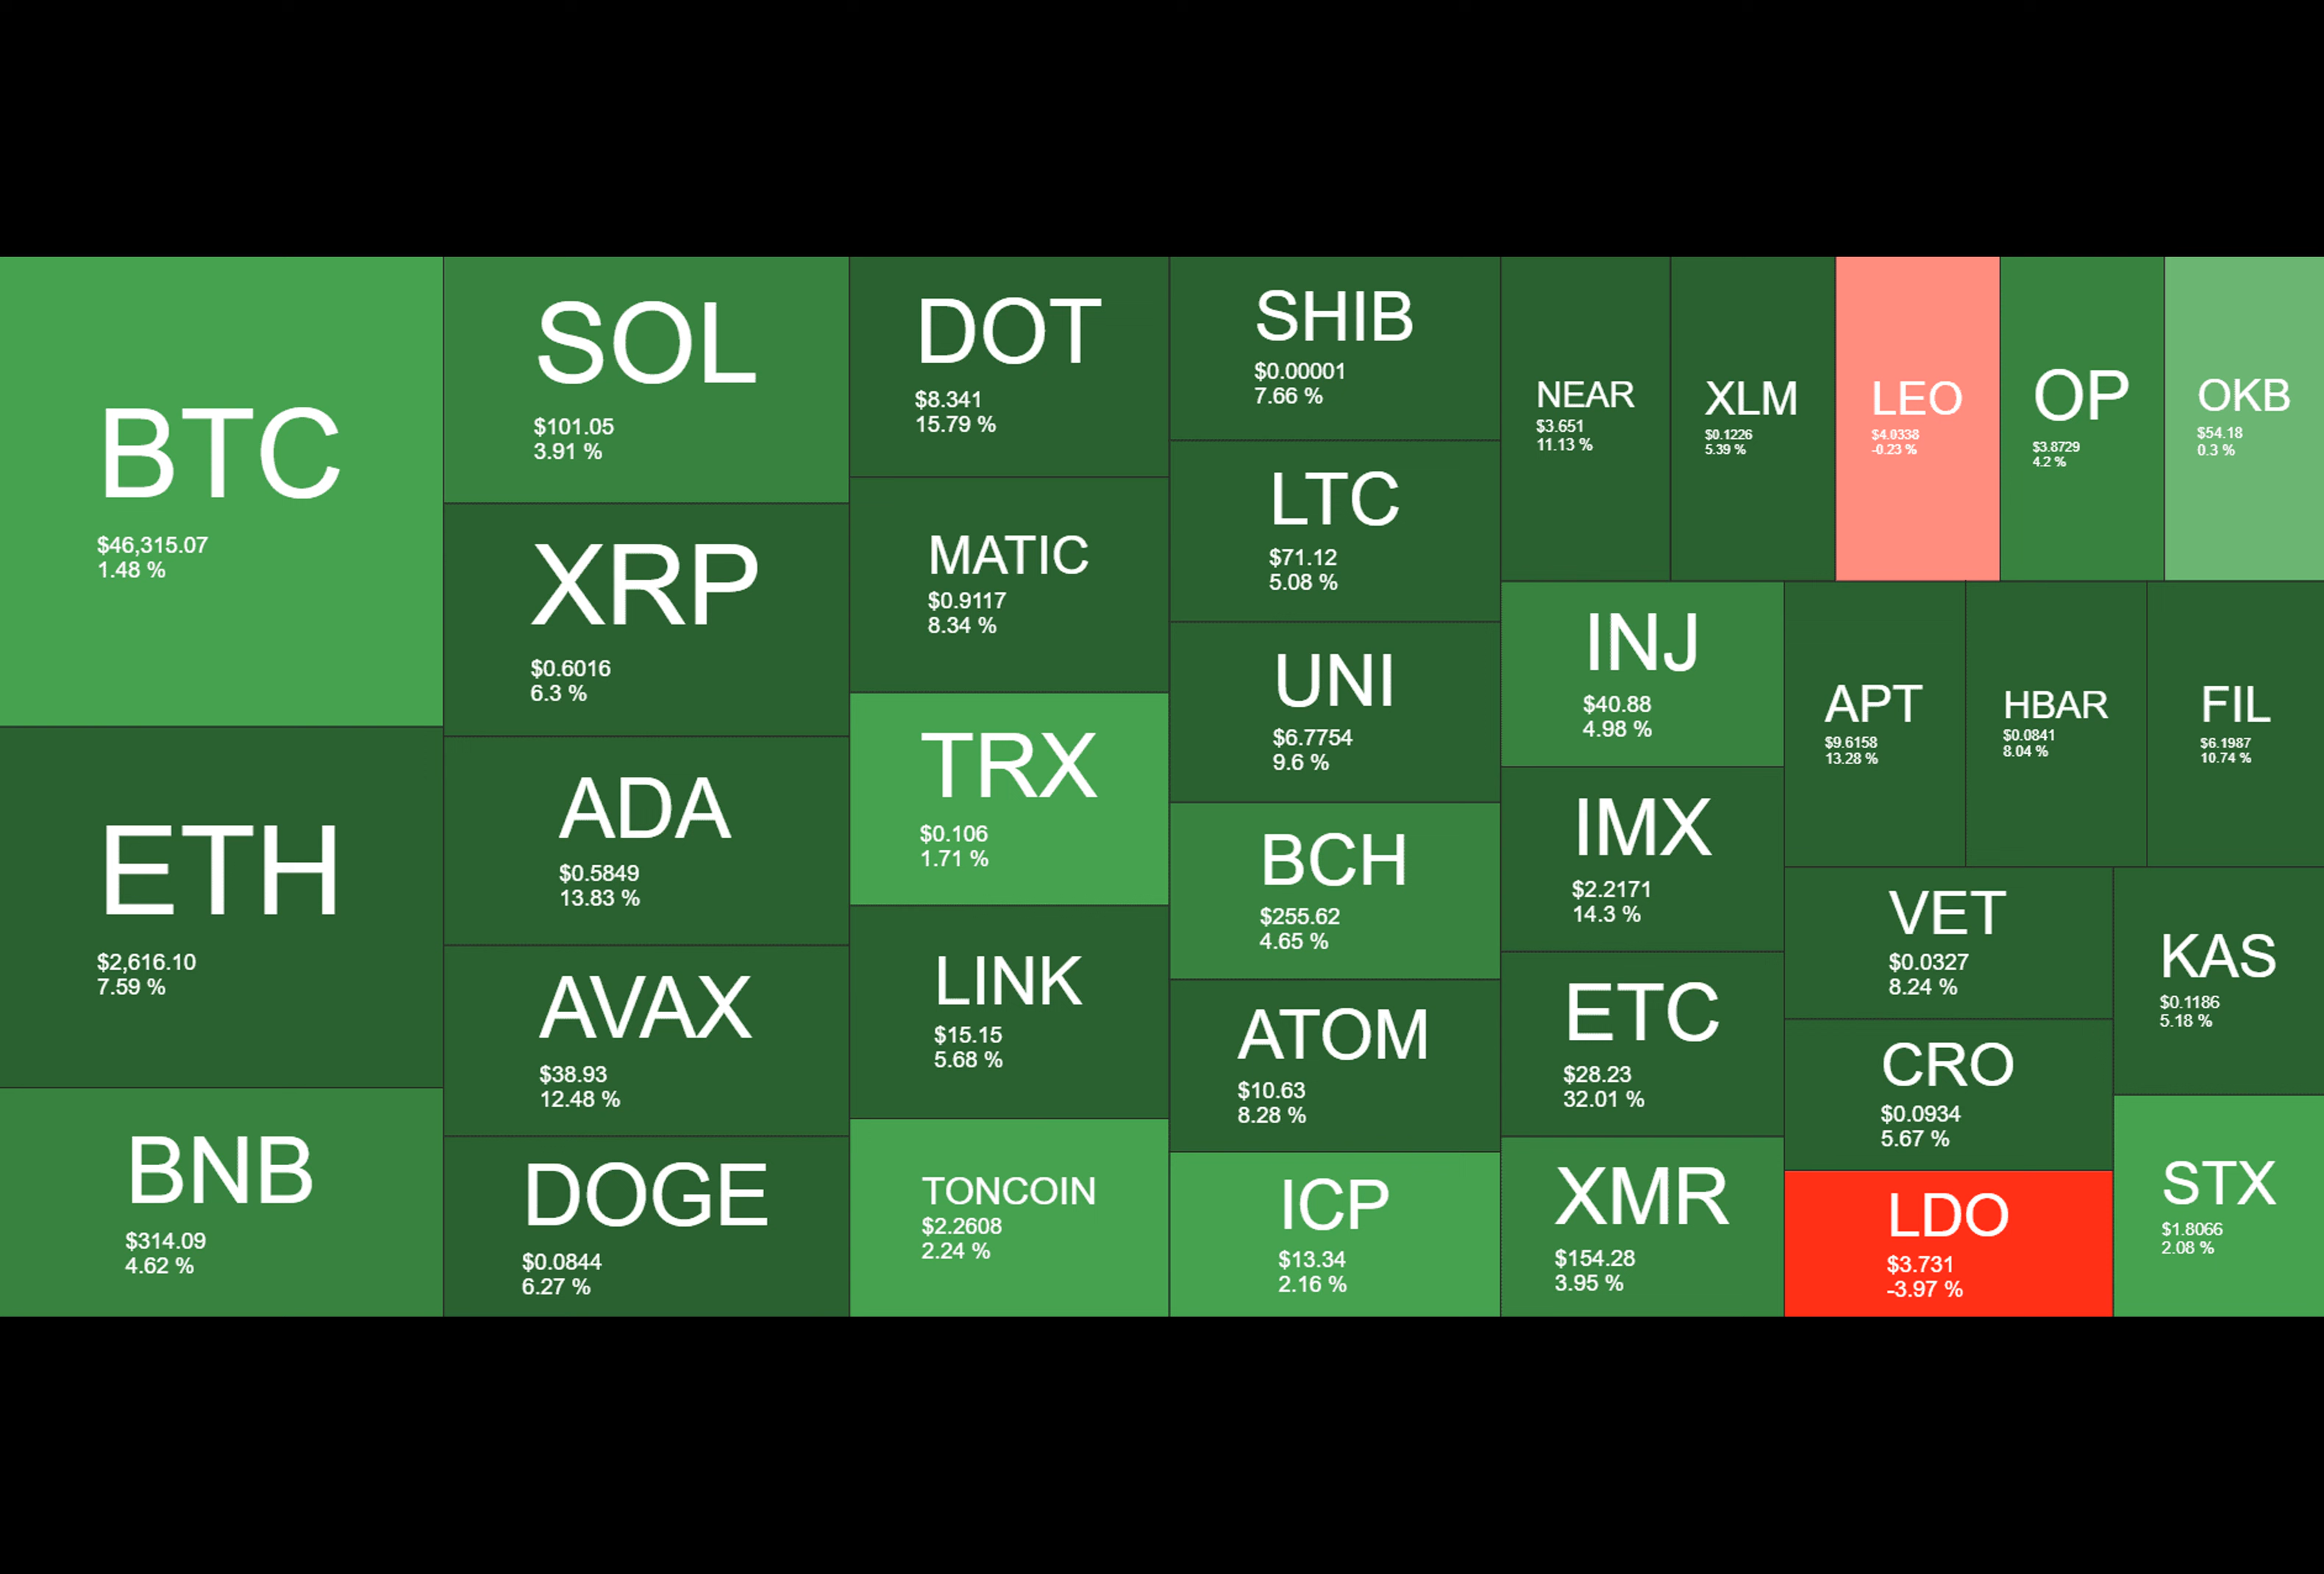 BTC
$46,315.07
1.48 %
ETH
$2,616.10
7.59 %
BNB
$314.09
4.62 %
SOL
$101.05
3.91 %
XRP
$0.6016
6.3 %
ADA
$0.5849
13.83 %
AVAX
$38.93
12.48 %
DOGE
$0.0844
6.27 %
DOT
$8.341
15.79 %
MATIC
$0.9117
8.34 %
TRX
$0.106
1.71 %
LINK
$15.15
5.68 %
TONCOIN
$2.2608
2.24 %
SHIB
$0.00001
7.66 %
LTC
$71.12
5.08 %
UNI
$6.7754
9.6 %
BCH
$255.62
4.65 %
ATOM
$10.63
8.28 %
ICP
$13.34
2.16 %
NEAR
$3.651
11.13 %
XLM
$0.1226
5.39 %
LEO
$4.0338
-0.23 %
OP
$3.8729
4.2 %
OKB
$54.18
0.3 %
INJ
$40.88
4.98 %
IMX
$2.2171
14.3 %
ETC
$28.23
32.01 %
XMR
$154.28
3.95 %
APT
$9.6158
13.28 %
HBAR
$0.0841
8.04 %
FIL
$6.1987
10.74 %
VET
$0.0327
8.24 %
CRO
$0.0934
5.67 %
LDO
$3.731
-3.97 %
KAS
$0.1186
5.18 %
STX
$1.8066
2.08 %